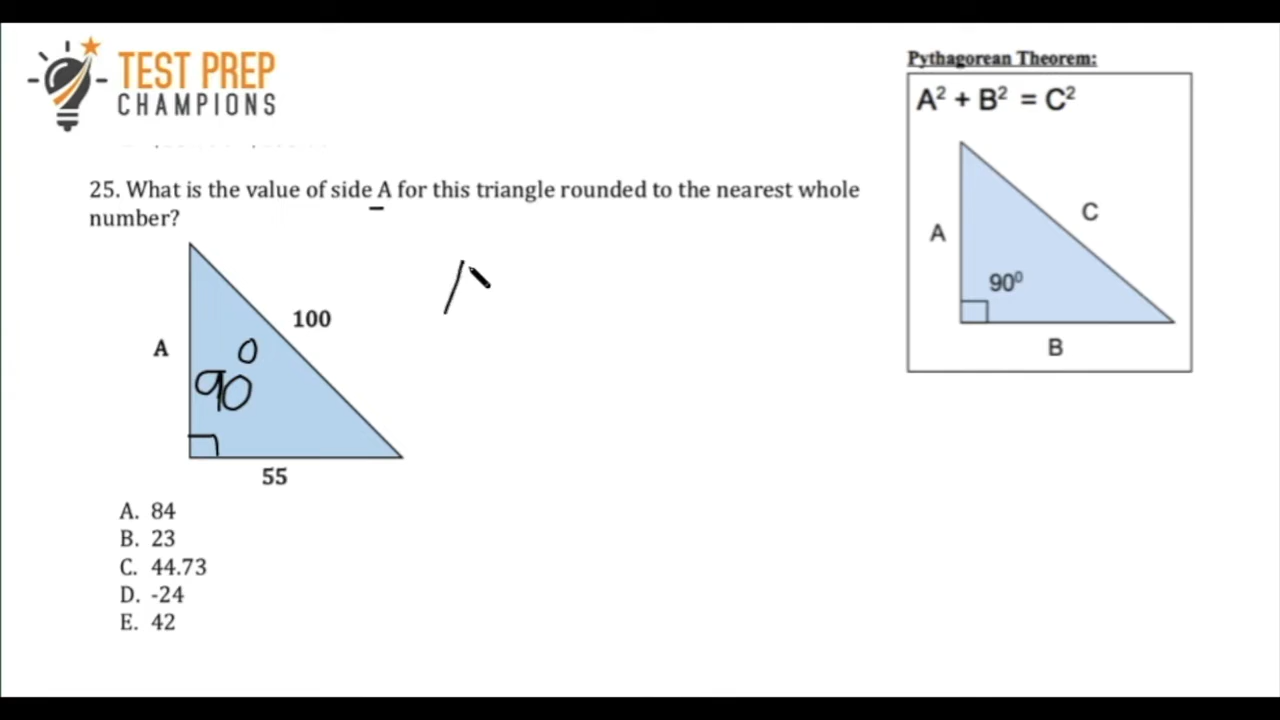 TEST PREP
CHAMPIONS
Pythagorean Theorem:
A² + B² = C²
A
C
90⁰
B
25. What is the value of side A for this triangle rounded to the nearest whole
number?
100
A
90⁰
55
A. 84
B. 23
C. 44.73
D. -24
E. 42